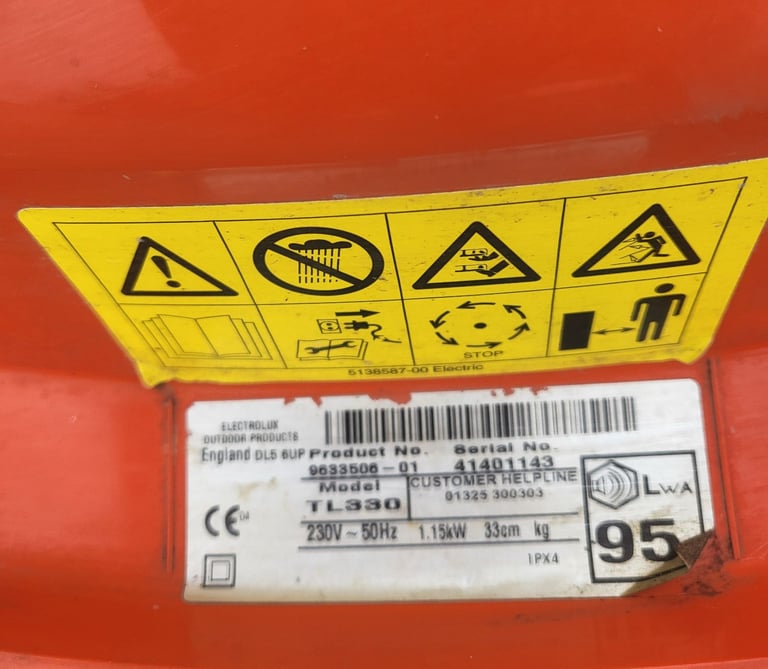 STOP
5138587-00 Electric
ELECTROLUX
OUTDOOR PRODUCTS
England DL5 6UP
Product No. Serial No.
9633506-01 41401143
Model CUSTOMER HELPLINE
TL330 01325 300303
CE 04
230V ~ 50Hz 1.15kW 33cm kg
IPX4
LWA
95